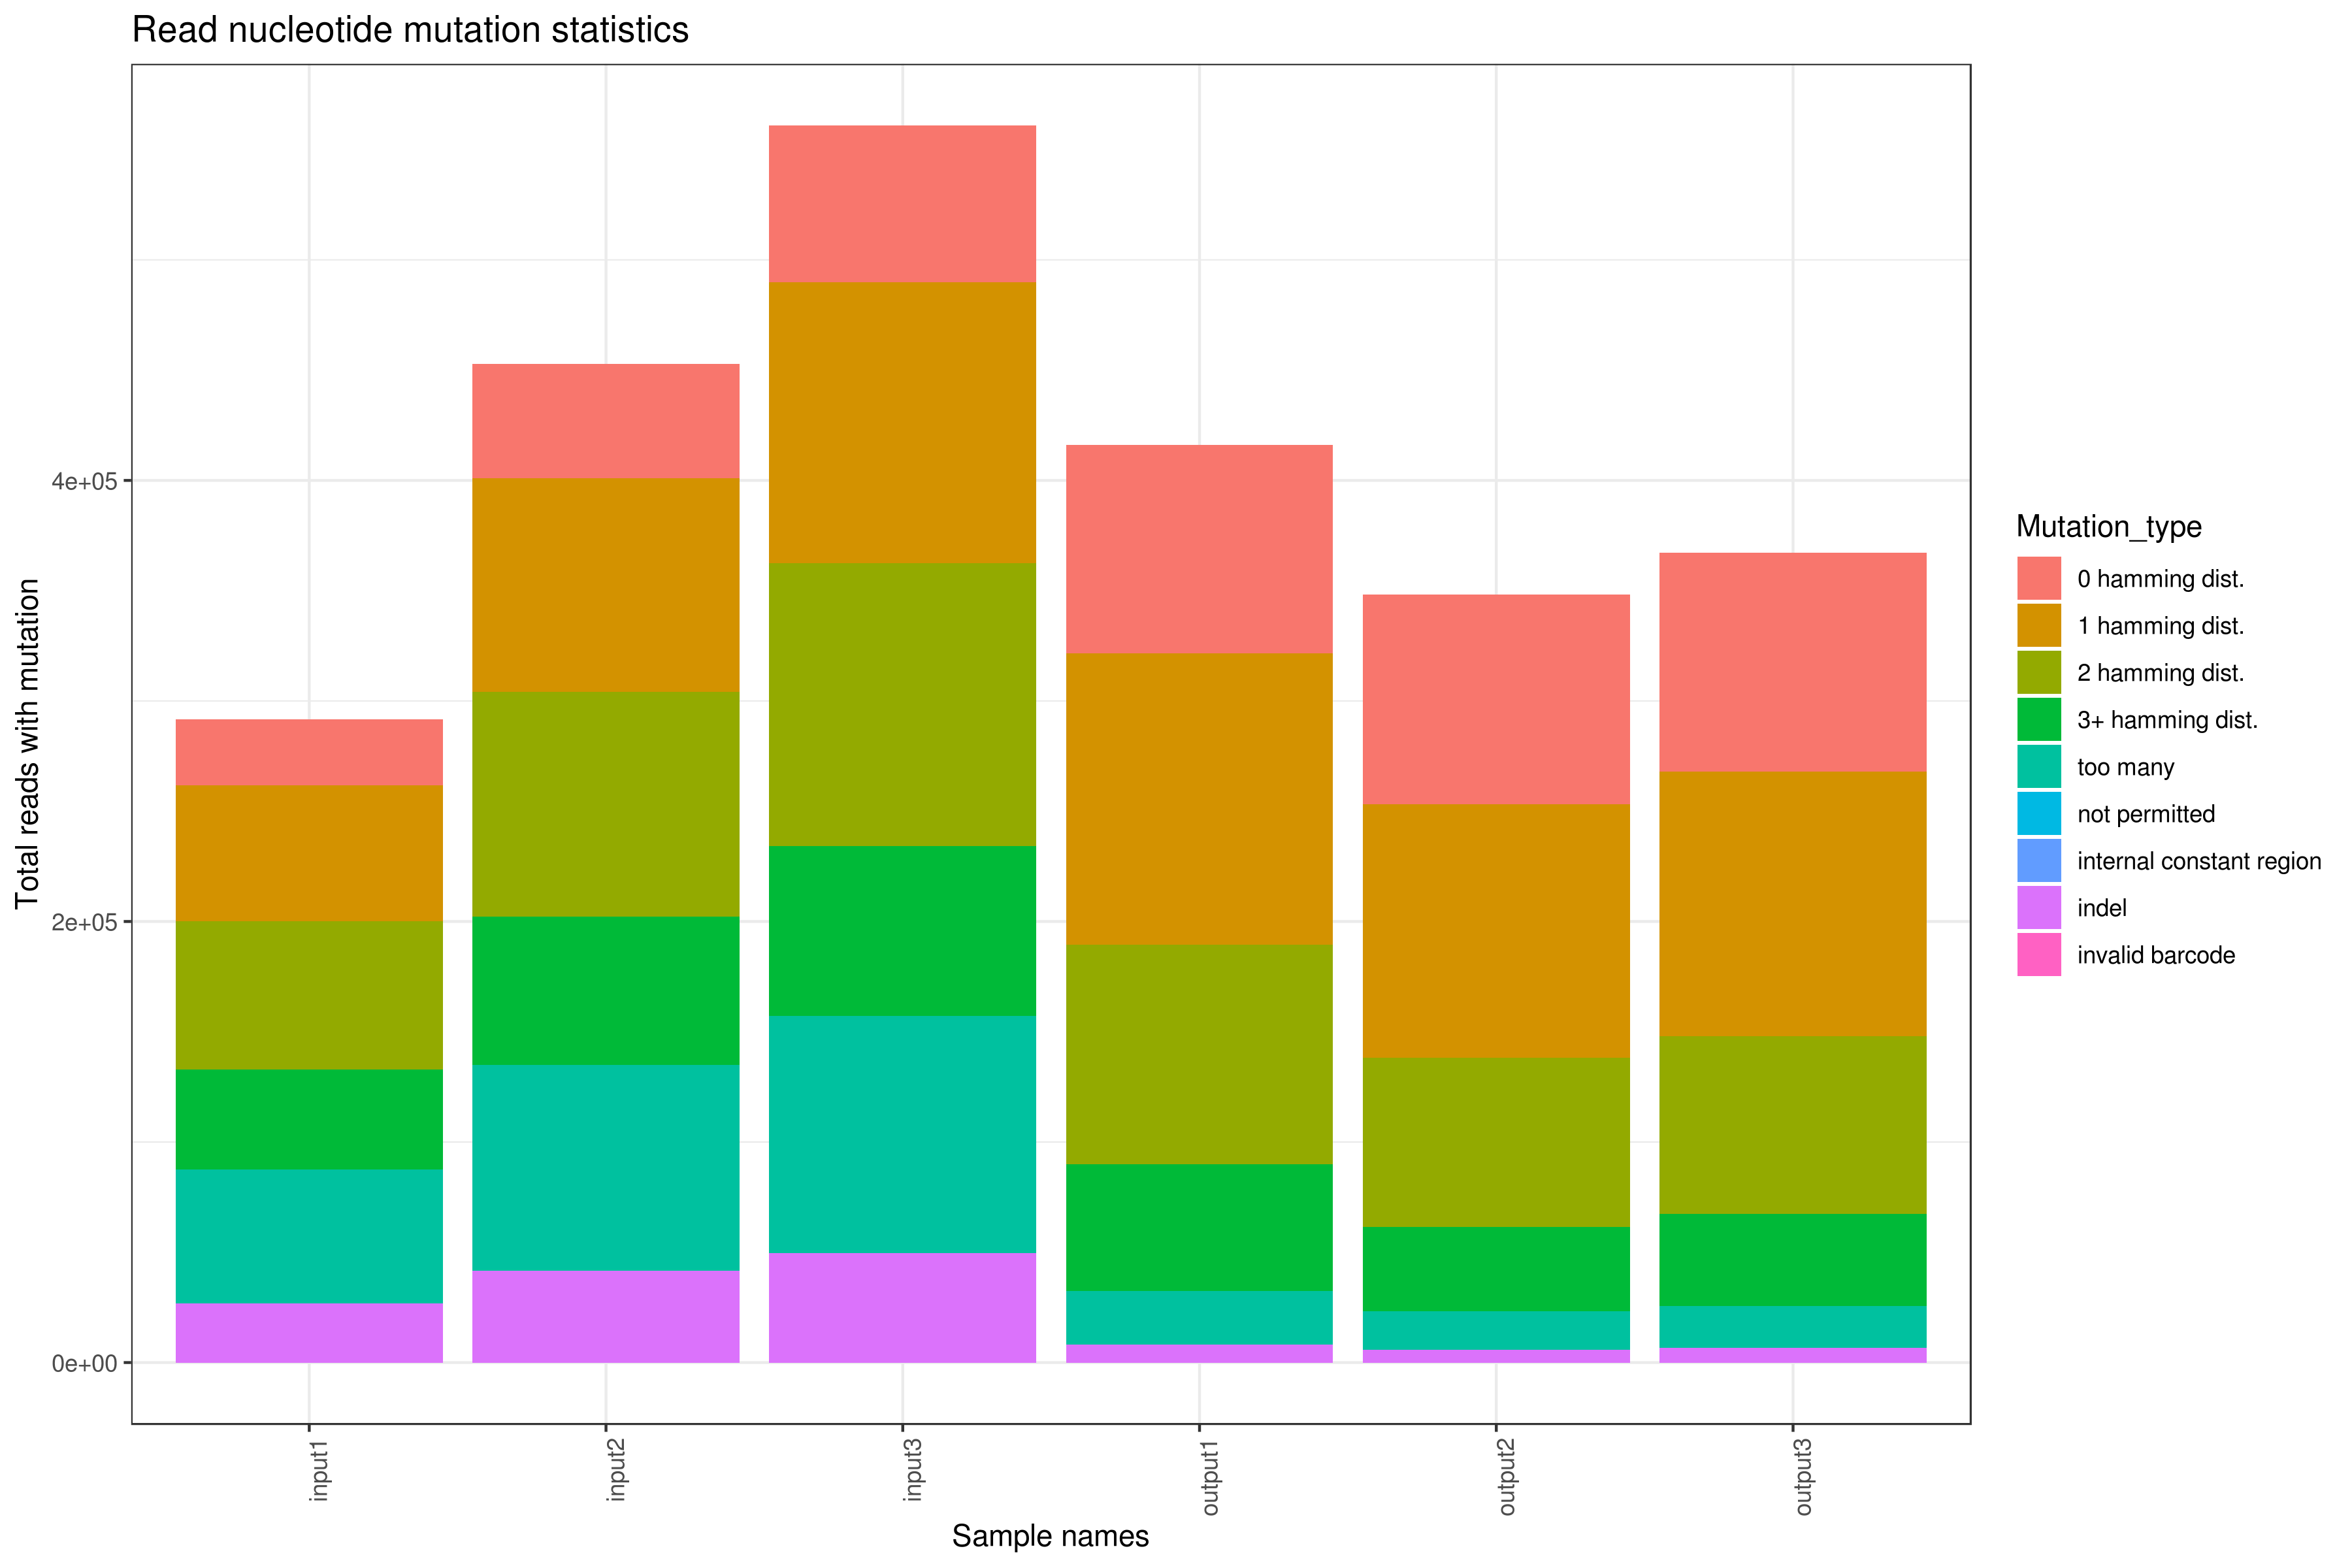 Read nucleotide mutation statistics
Total reads with mutation
4e+05
2e+05
0e+00
input1
input2
input3
output1
output2
output3
Sample names
Mutation_type
0 hamming dist.
1 hamming dist.
2 hamming dist.
3+ hamming dist.
too many
not permitted
internal constant region
indel
invalid barcode